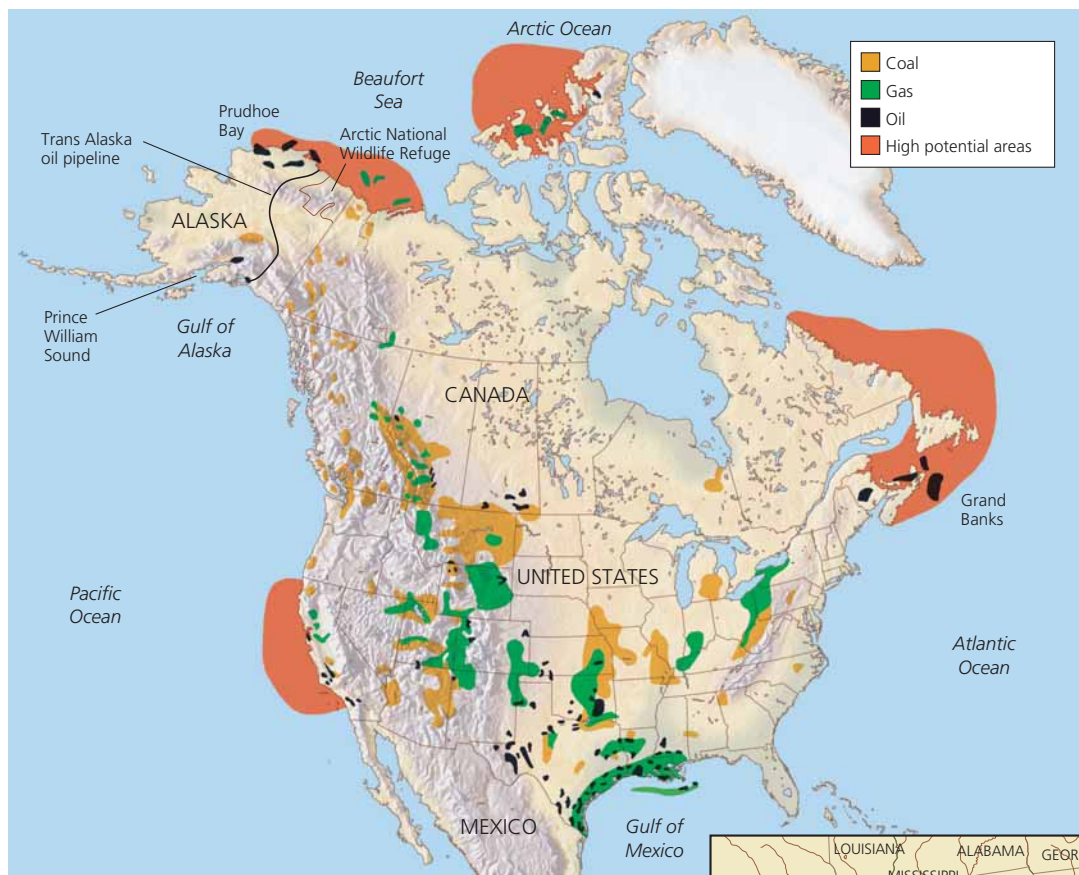 Arctic Ocean
Coal
Gas
Oil
High potential areas
Beaufort
Sea
Prudhoe
Bay
Trans Alaska
oil pipeline
Arctic National
Wildlife Refuge
ALASKA
Prince
William
Sound
Gulf of
Alaska
CANADA
Grand
Banks
Pacific
Ocean
UNITED STATES
Atlantic
Ocean
MEXICO
Gulf of
Mexico
LOUISIANA
ALABAMA
GEOR
MISSISSIPPI